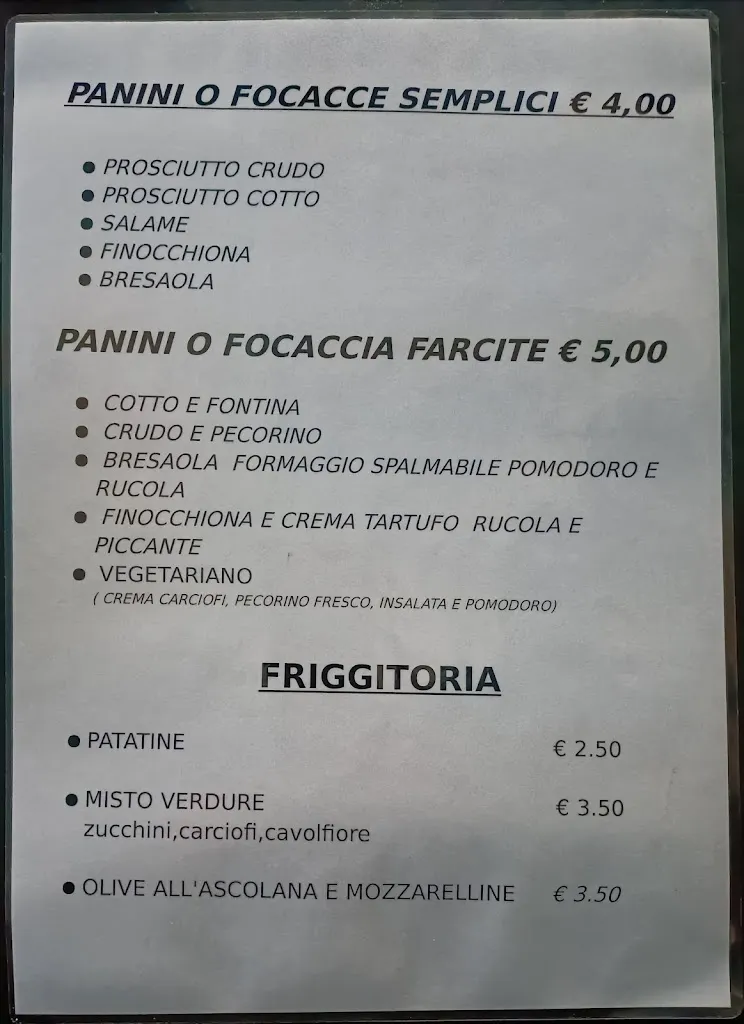 PANINI O FOCACCE SEMPLICI € 4,00
● PROSCIUTTO CRUDO
● PROSCIUTTO COTTO
● SALAME
● FINOCCHIONA
● BRESAOLA
PANINI O FOCACCIA FARCITE € 5,00
● COTTO E FONTINA
● CRUDO E PECORINO
● BRESAOLA FORMAGGIO SPALMABILE POMODORO E
RUCOLA
● FINOCCHIONA E CREMA TARTUFO RUCOLA E
PICCANTE
● VEGETARIANO
( CREMA CARCIOFI, PECORINO FRESCO, INSALATA E POMODORO)
FRIGGITORIA
● PATATINE € 2.50
● MISTO VERDURE € 3.50
zucchini,carciofi,cavolfiore
● OLIVE ALL'ASCOLANA E MOZZARELLINE € 3.50